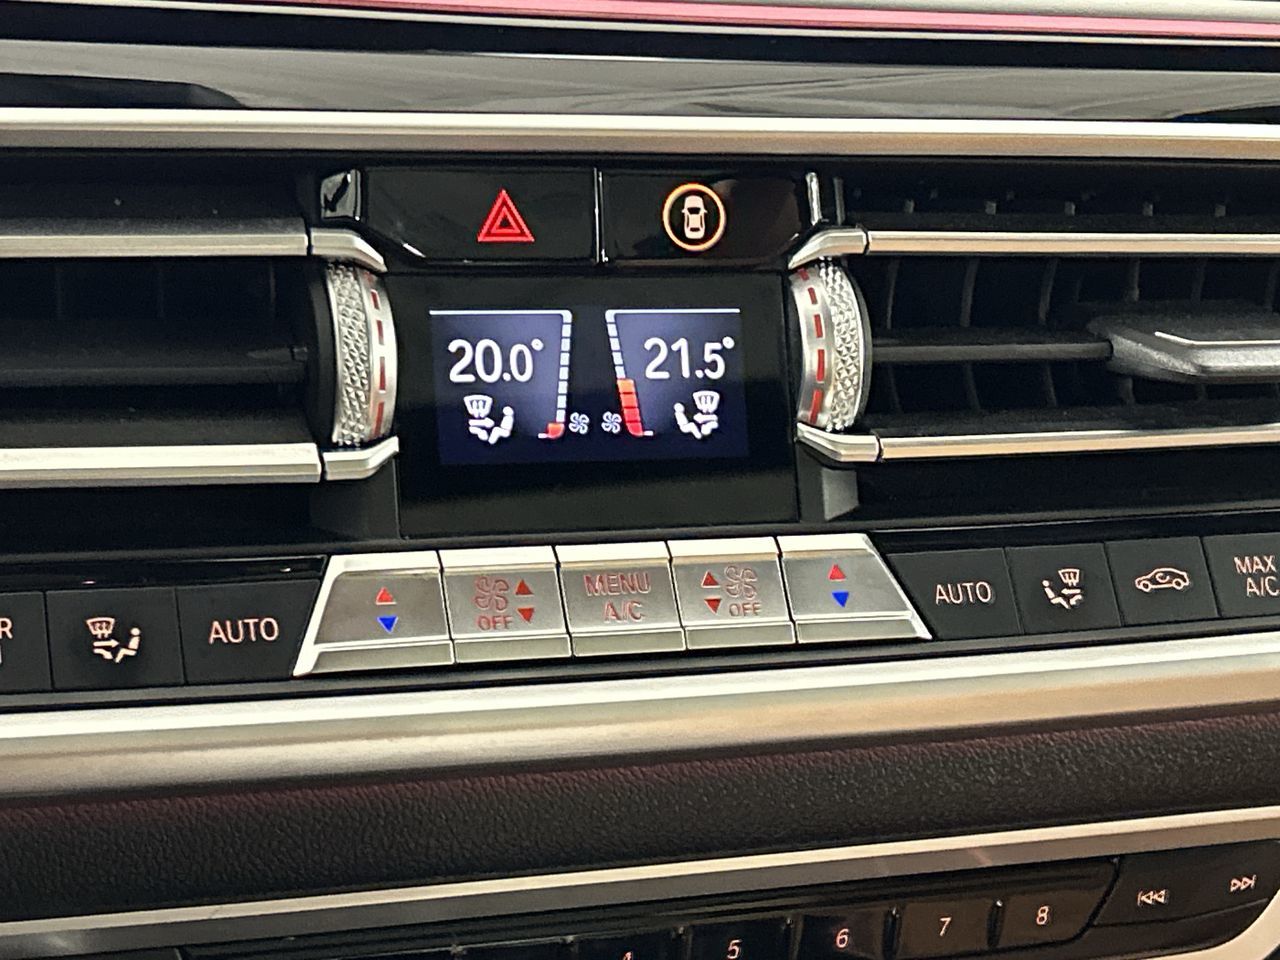 20.0° 21.5°
AUTO
OFF
MENU
A/C
OFF
AUTO
MAX
A/C
5 6 7 8